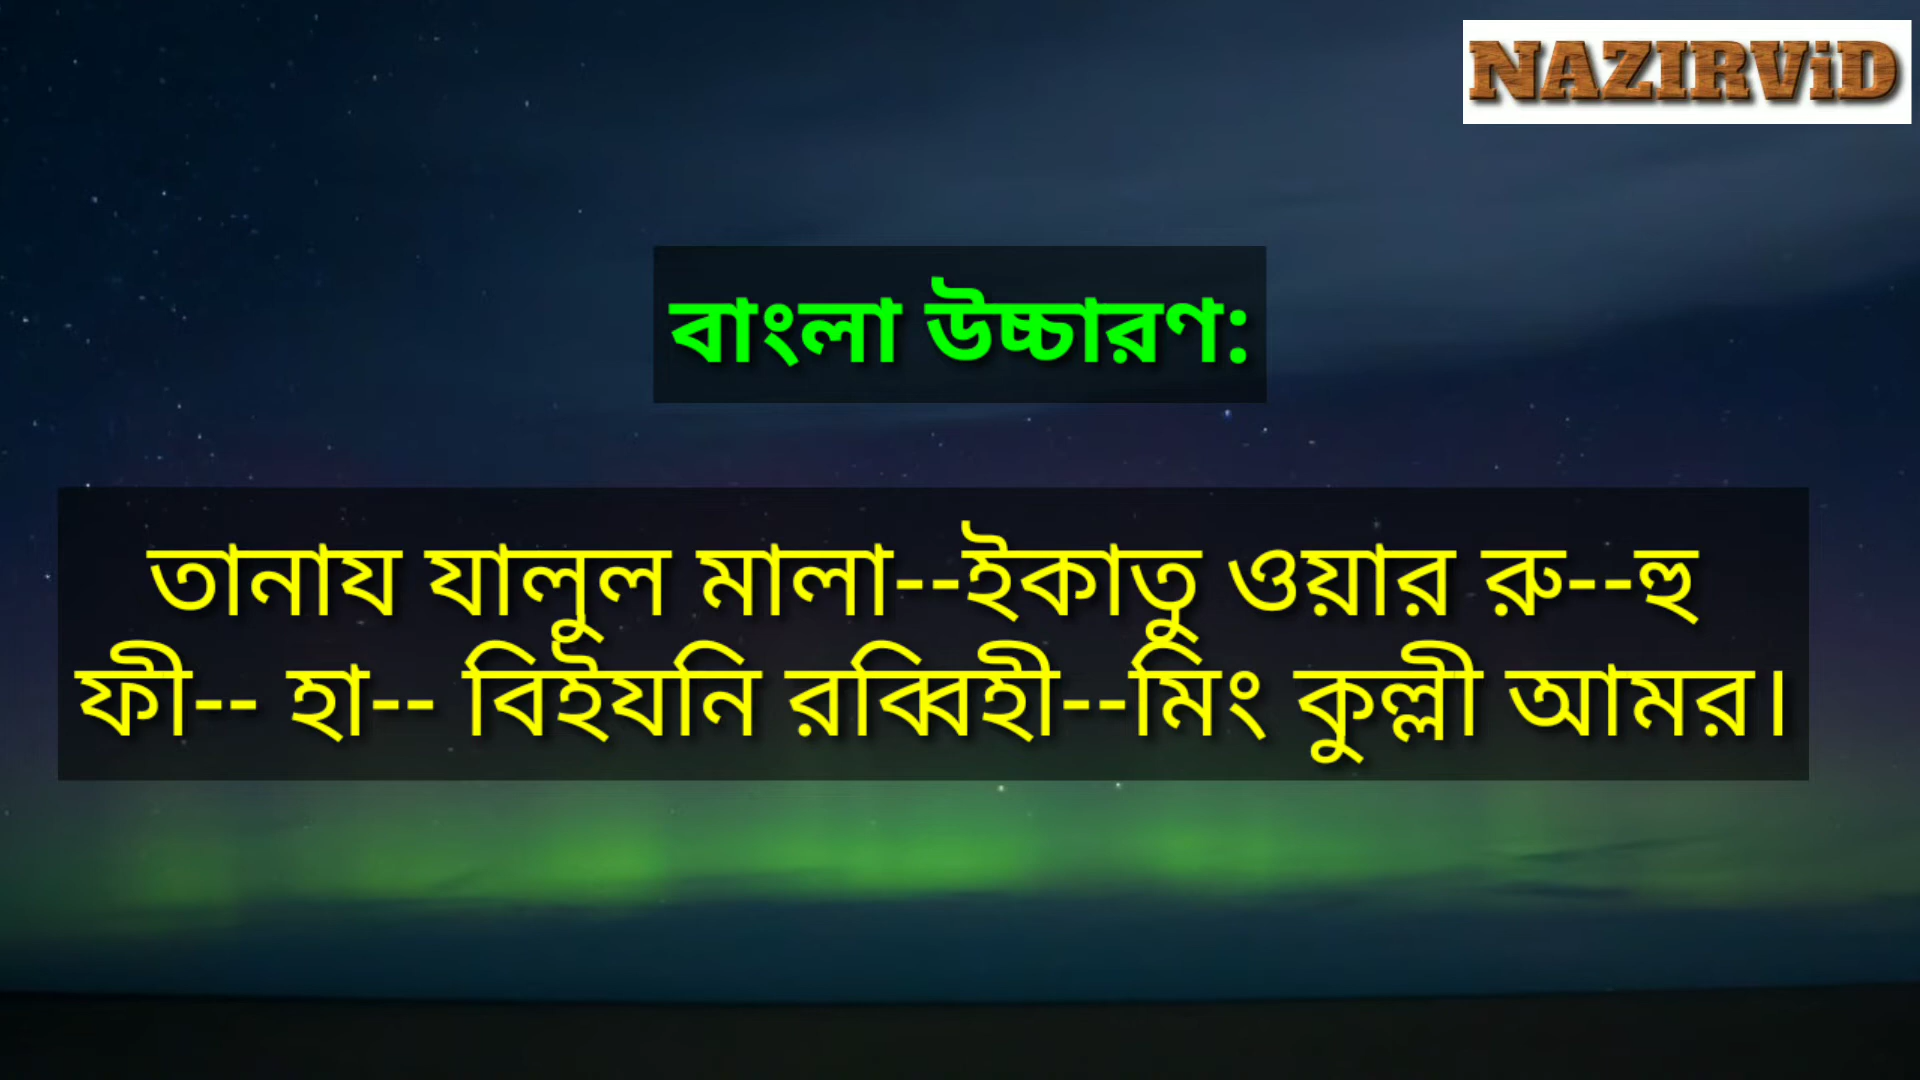 NAZIRViD
বাংলা উচ্চারণ:
তানায যালুল মালা--ইকাতু ওয়ার রু--হু
ফী-- হা-- বিইযনি রব্বিহী--মিং কুল্লী আমর।